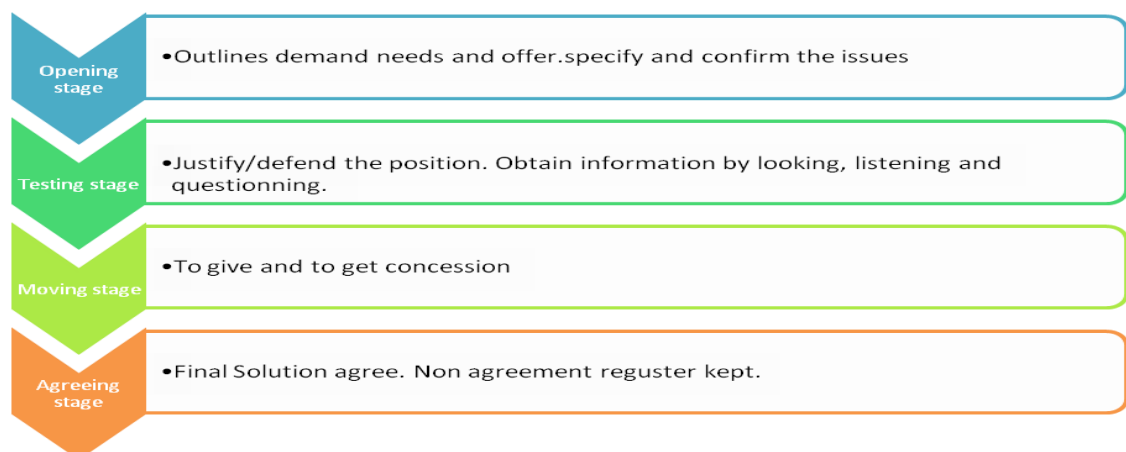 Opening
stage
•Outlines demand needs and offer.specify and confirm the issues
Testing stage
•Justify/defend the position. Obtain information by looking, listening and
questionning.
Moving stage
•To give and to get concession
Agreeing
stage
•Final Solution agree. Non agreement reguster kept.